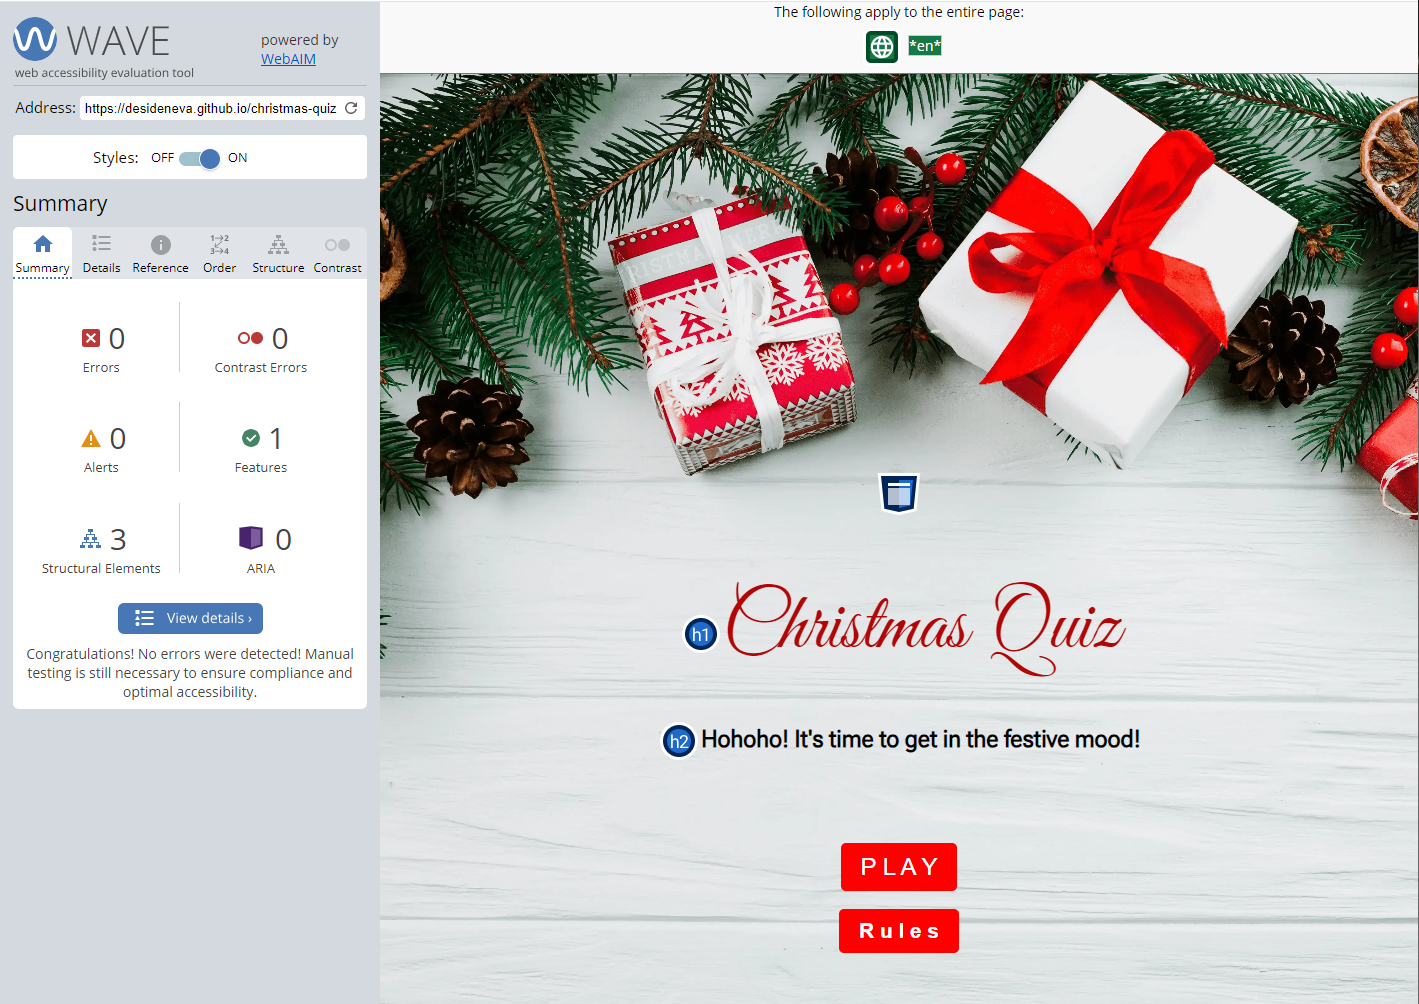 WAVE
powered by
WebAIM
web accessibility evaluation tool
Address: https://desideneva.github.io/christmas-quiz
Styles: OFF ON
Summary
Summary Details Reference Order Structure Contrast
0 Errors
0 Contrast Errors
0 Alerts
1 Features
3 Structural Elements
0 ARIA
View details ›
Congratulations! No errors were detected! Manual
testing is still necessary to ensure compliance and
optimal accessibility.
The following apply to the entire page:
*en*
h1 Christmas Quiz
h2 Hohoho! It's time to get in the festive mood!
PLAY
Rules